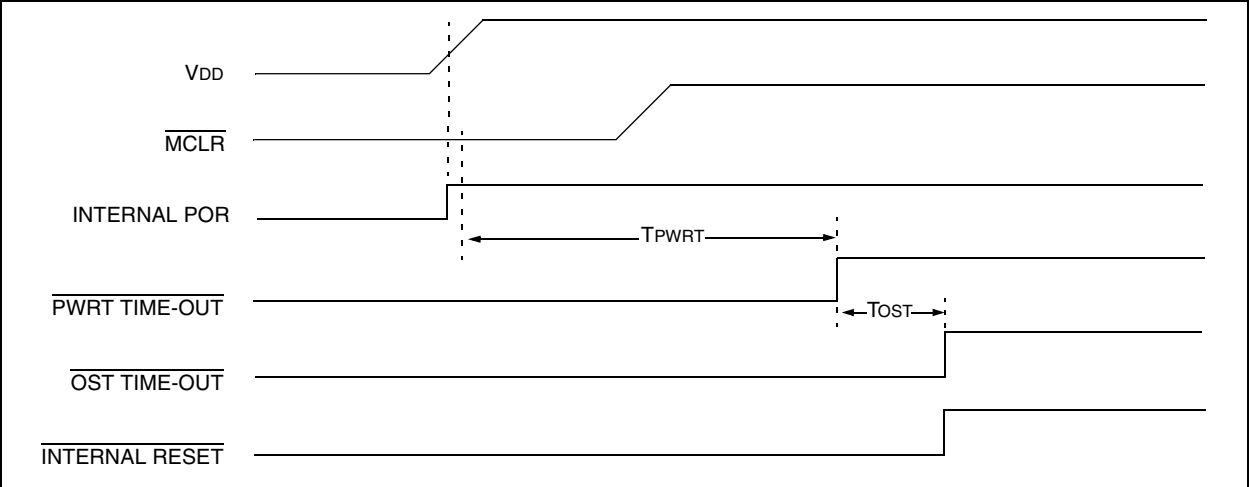 VDD
MCLR
INTERNAL POR
TPWRT
PWRT TIME-OUT
TOST
OST TIME-OUT
INTERNAL RESET